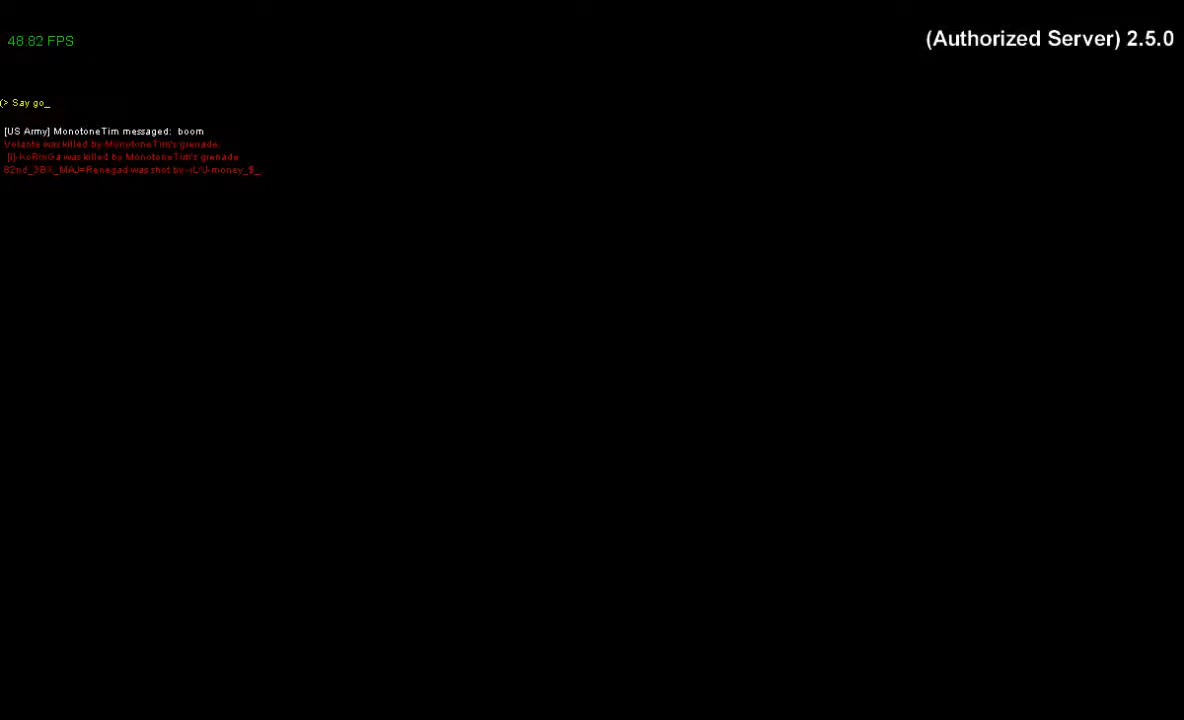 (Authorized Server) 2.5.0
48.82 FPS
(> Say go_
[US Army] MonotoneTim messaged: boom
Volante was killed by MonotoneTim's grenade
was killed by MonotoneTim's grenade
was shot by